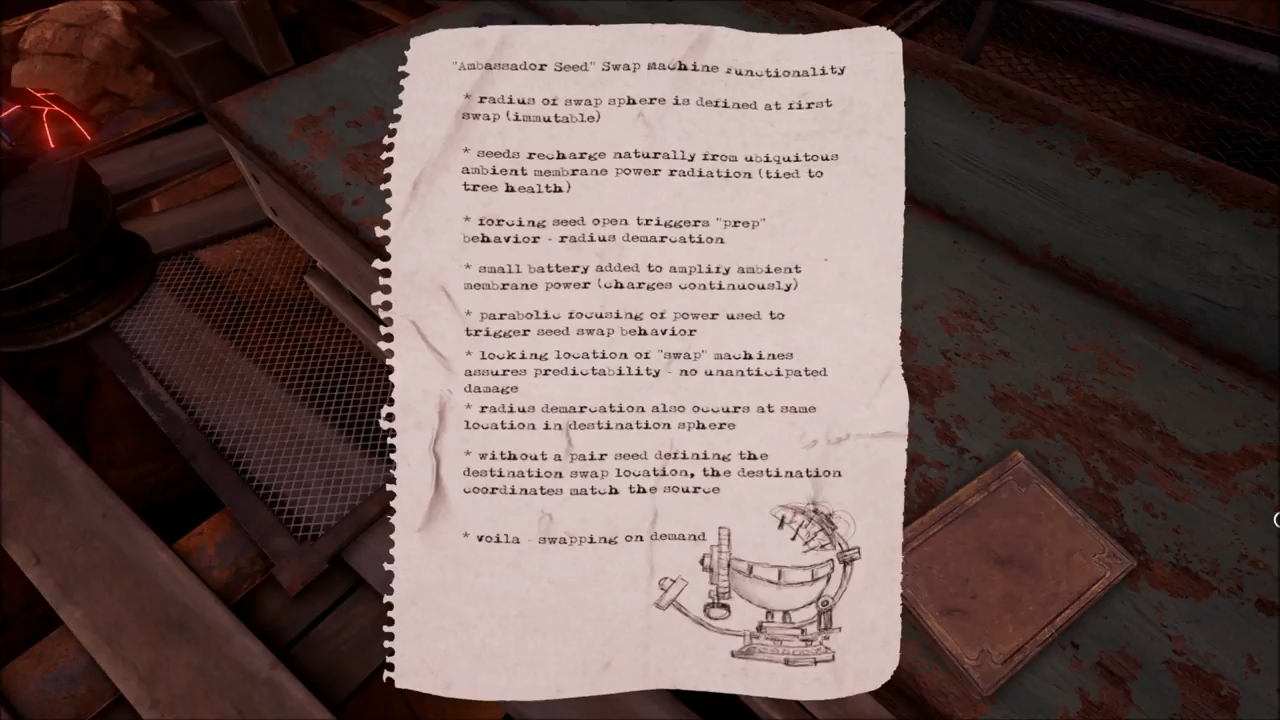 "Ambassador Seed" Swap Machine Functionality
* radius of swap sphere is defined at first
swap (immutable)
* seeds recharge naturally from ubiquitous
ambient membrane power radiation (tied to
tree health)
* forcing seed open triggers "prep"
behavior - radius demarcation
* small battery added to amplify ambient
membrane power (charges continuously)
* parabolic focusing of power used to
trigger seed swap behavior
* locking location of "swap" machines
assures predictability - no unanticipated
damage
* radius demarcation also occurs at same
location in destination sphere
* without a pair seed defining the
destination swap location, the destination
coordinates match the source
* voila - swapping on demand